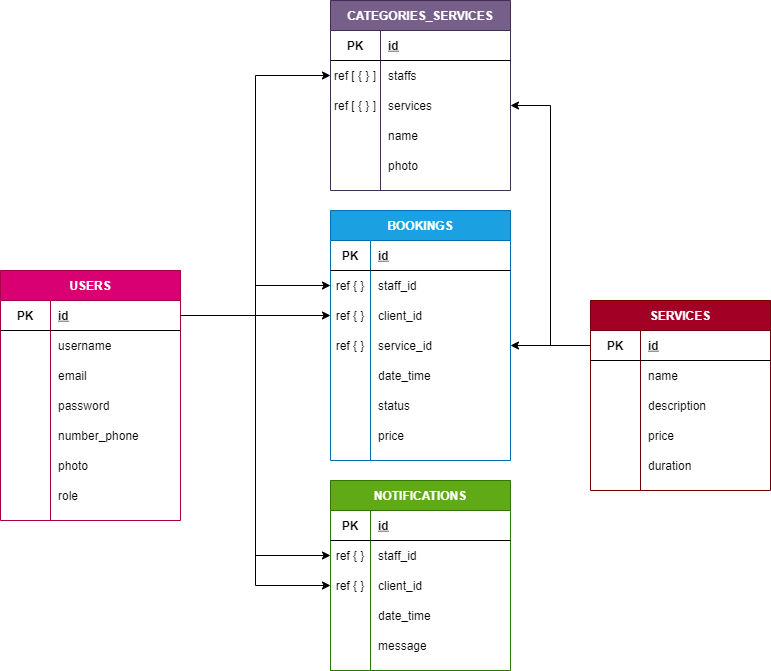 CATEGORIES_SERVICES
PK id
ref [ { } ] staffs
ref [ { } ] services
name
photo
BOOKINGS
PK id
ref { } staff_id
ref { } client_id
ref { } service_id
date_time
status
price
USERS
PK id
username
email
password
number_phone
photo
role
SERVICES
PK id
name
description
price
duration
NOTIFICATIONS
PK id
ref { } staff_id
ref { } client_id
date_time
message